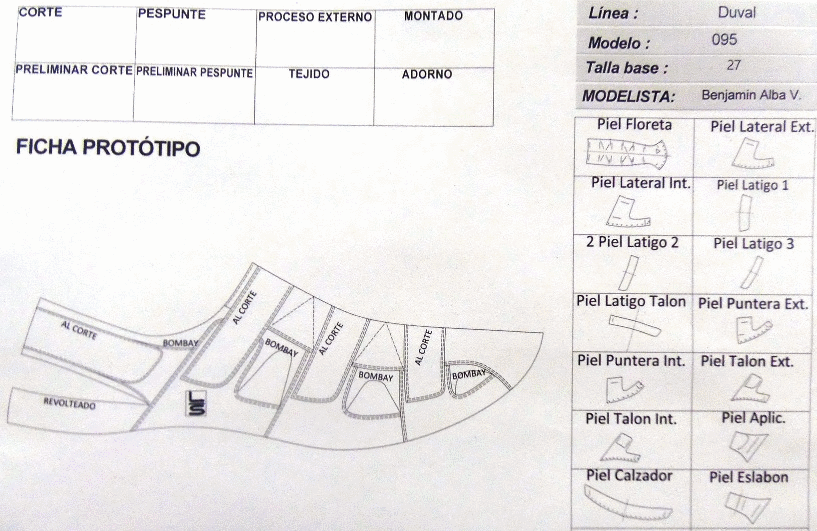 CORTE PESPUNTE PROCESO EXTERNO MONTADO
PRELIMINAR CORTE PRELIMINAR PESPUNTE TEJIDO ADORNO
FICHA PROTÓTIPO
Línea : Duval
Modelo : 095
Talla base : 27
MODELISTA: Benjamin Alba V.
Piel Floreta Piel Lateral Ext.
Piel Lateral Int. Piel Latigo 1
2 Piel Latigo 2 Piel Latigo 3
Piel Latigo Talon Piel Puntera Ext.
Piel Puntera Int. Piel Talon Ext.
Piel Talon Int. Piel Aplic.
Piel Calzador Piel Eslabon
AL CORTE
BOMBAY
REVOLTEADO
AL CORTE
BOMBAY
AL CORTE
BOMBAY
AL CORTE
BOMBAY